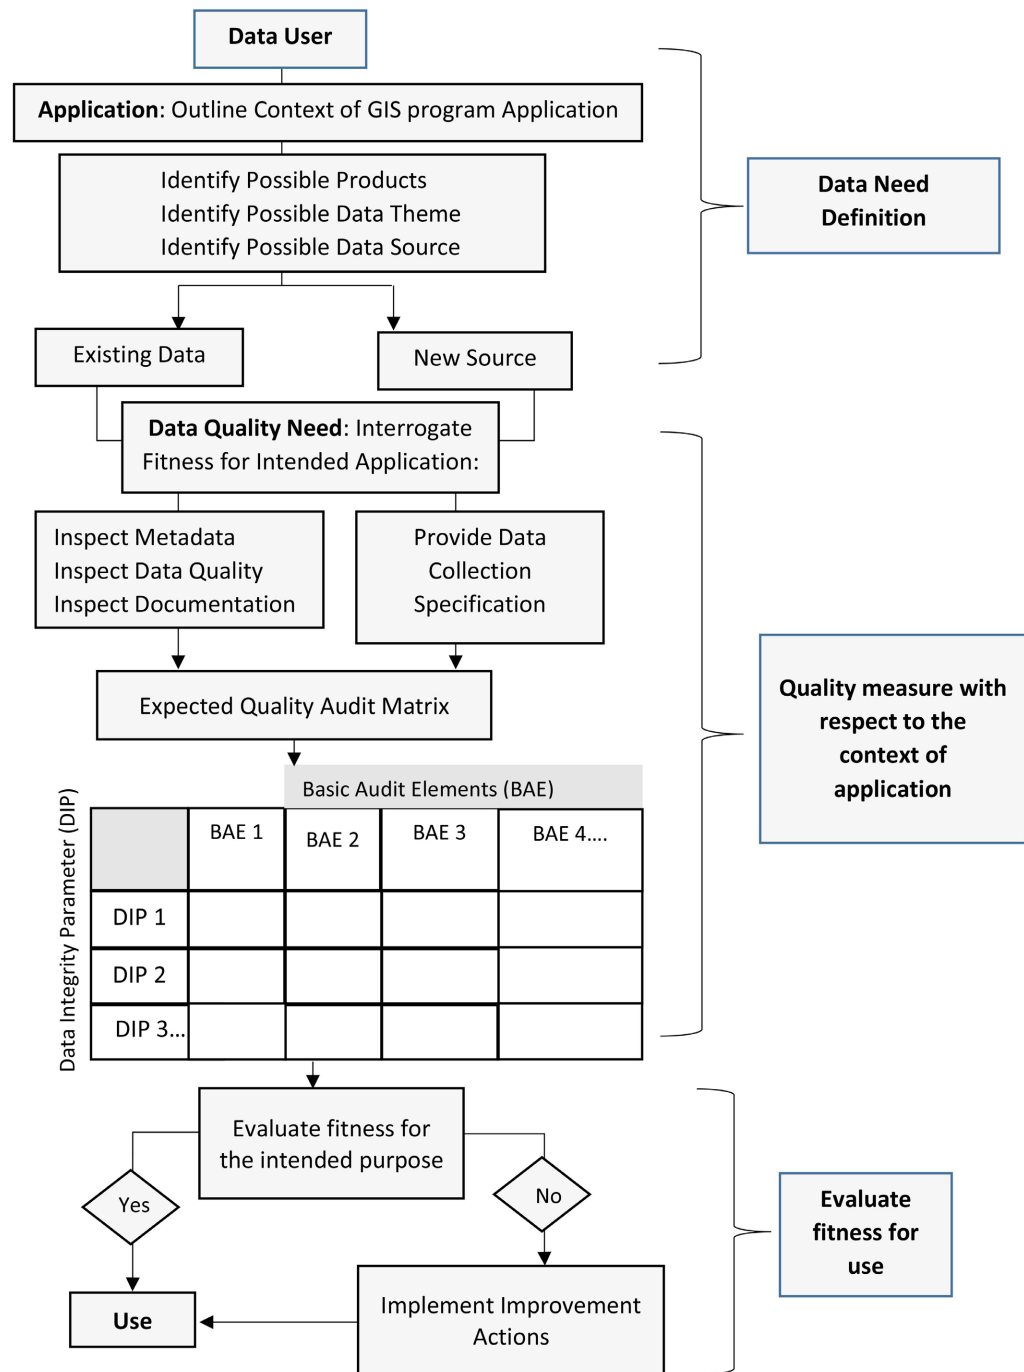 Data User
Application: Outline Context of GIS program Application
Identify Possible Products
Identify Possible Data Theme
Identify Possible Data Source
Data Need
Definition
Existing Data
New Source
Data Quality Need: Interrogate
Fitness for Intended Application:
Inspect Metadata
Inspect Data Quality
Inspect Documentation
Provide Data
Collection
Specification
Expected Quality Audit Matrix
Quality measure with
respect to the
context of
application
Basic Audit Elements (BAE)
Data Integrity Parameter (DIP)
BAE 1
BAE 2
BAE 3
BAE 4....
DIP 1
DIP 2
DIP 3...
Evaluate fitness for
the intended purpose
Yes
No
Evaluate
fitness for
use
Use
Implement Improvement
Actions